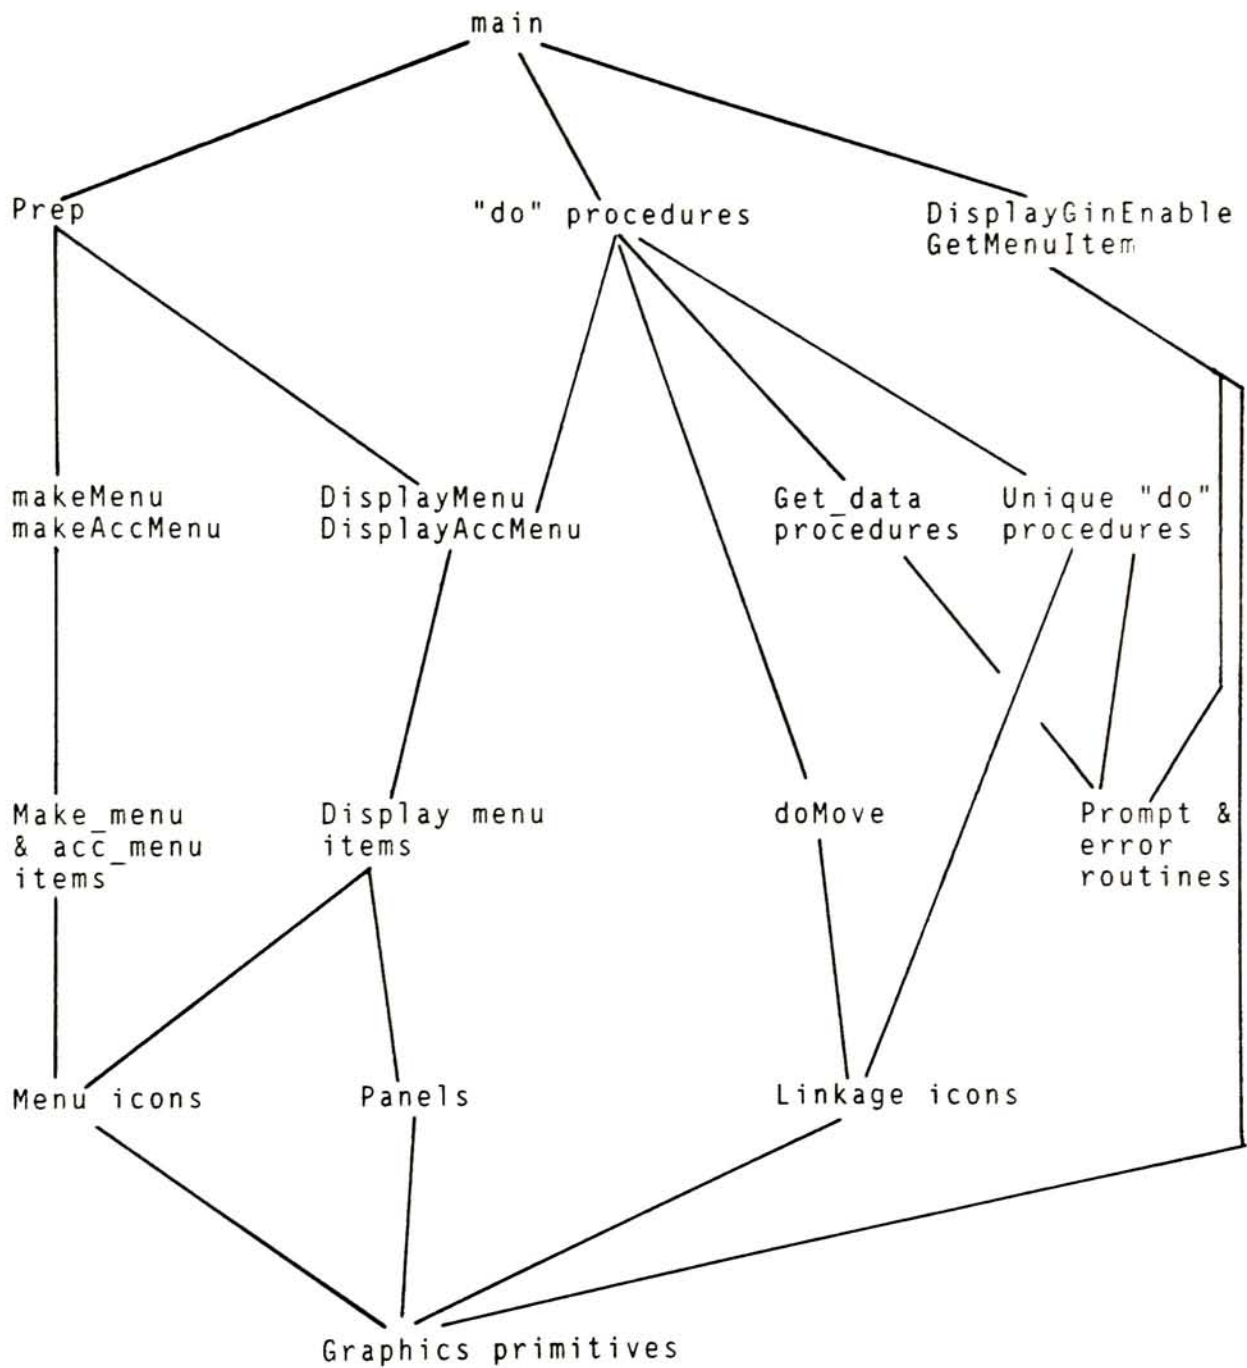 main
Prep
"do" procedures
DisplayGinEnable
GetMenuItem
makeMenu
makeAccMenu
DisplayMenu
DisplayAccMenu
Get_data
procedures
Unique "do"
procedures
Make_menu
& acc_menu
items
Display menu
items
doMove
Prompt &
error
routines
Menu icons
Panels
Linkage icons
Graphics primitives